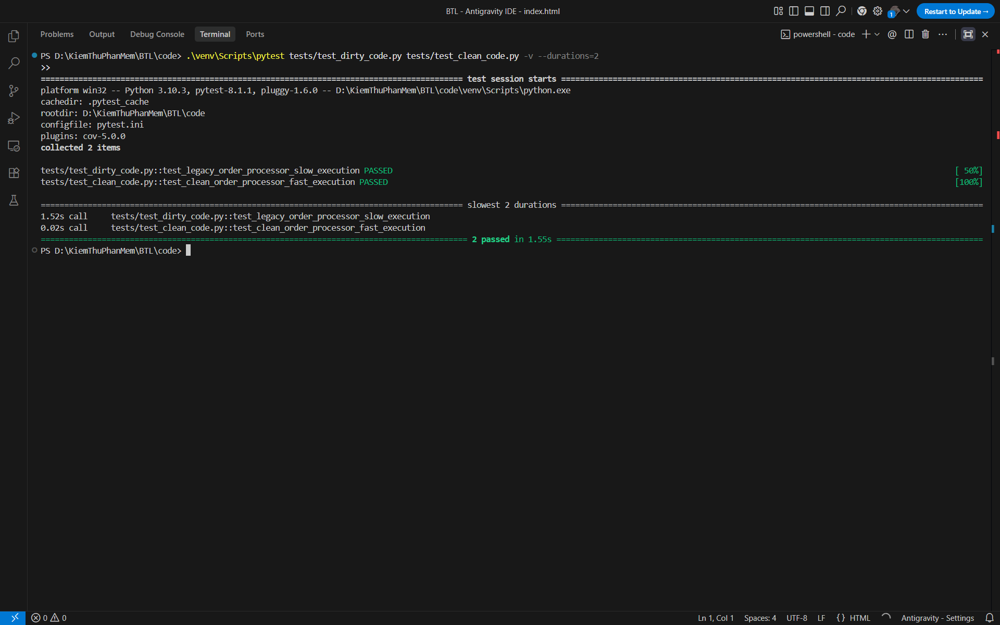 BTL - Antigravity IDE - index.html
1
Restart to Update →
Problems Output Debug Console Terminal Ports
powershell - code
PS D:\KiemThuPhanMem\BTL\code> .\venv\Scripts\pytest tests/test_dirty_code.py tests/test_clean_code.py -v --durations=2
>>
========================================================================================== test session starts ==========================================================================================
platform win32 -- Python 3.10.3, pytest-8.1.1, pluggy-1.6.0 -- D:\KiemThuPhanMem\BTL\code\venv\Scripts\python.exe
cachedir: .pytest_cache
rootdir: D:\KiemThuPhanMem\BTL\code
configfile: pytest.ini
plugins: cov-5.0.0
collected 2 items
tests/test_dirty_code.py::test_legacy_order_processor_slow_execution PASSED [ 50%]
tests/test_clean_code.py::test_clean_order_processor_fast_execution PASSED [100%]
========================================================================================== slowest 2 durations ==========================================================================================
1.52s call tests/test_dirty_code.py::test_legacy_order_processor_slow_execution
0.02s call tests/test_clean_code.py::test_clean_order_processor_fast_execution
=========================================================================================== 2 passed in 1.55s ===========================================================================================
PS D:\KiemThuPhanMem\BTL\code>
0 0 Ln 1, Col 1 Spaces: 4 UTF-8 LF {} HTML Antigravity - Settings